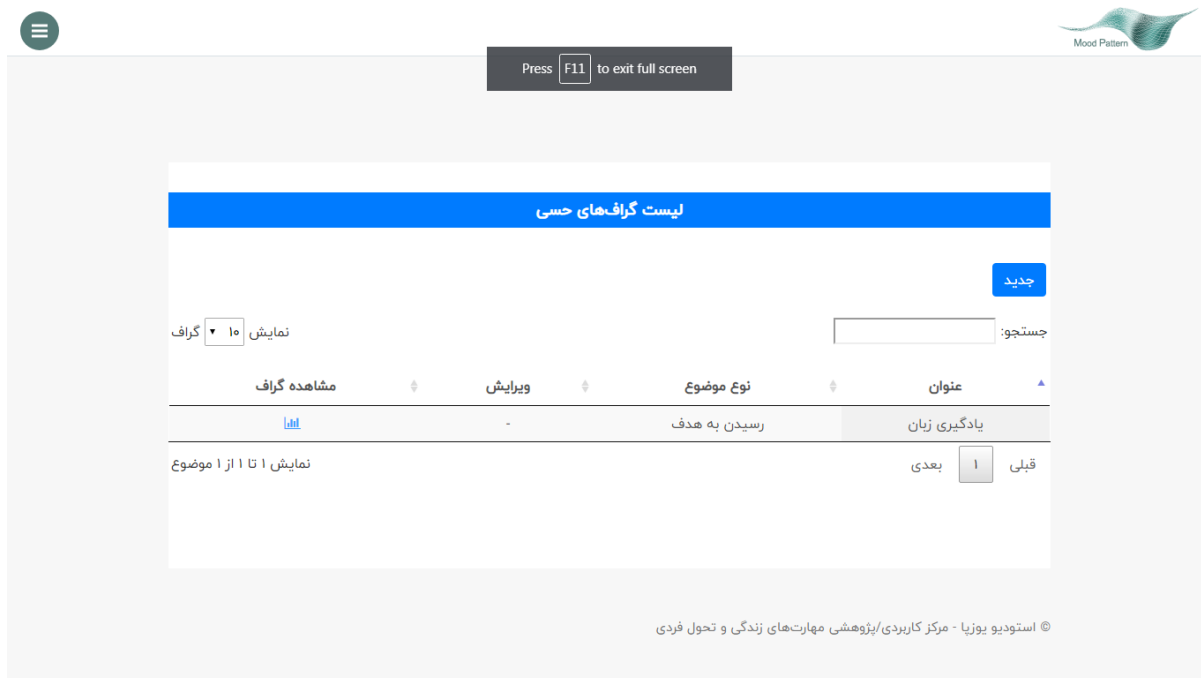 Mood Pattern
Press F11 to exit full screen
لیست گراف‌های حسی
جدید
جستجو:
نمایش ۱۰ گراف
عنوان نوع موضوع ویرایش مشاهده گراف
یادگیری زبان رسیدن به هدف -
قبلی ۱ بعدی
نمایش ۱ تا ۱ از ۱ موضوع
© استودیو یوزپا - مرکز کاربردی/پژوهشی مهارت‌های زندگی و تحول فردی